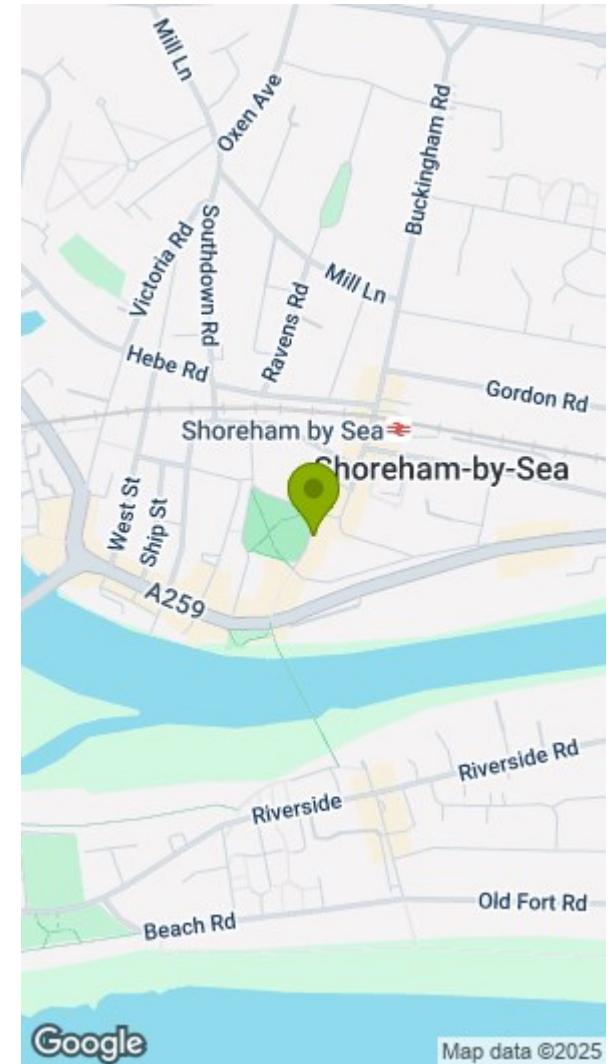 Mill Ln
Oxen Ave
Buckingham Rd
Victoria Rd
Southdown Rd
Ravens Rd
Mill Ln
Hebe Rd
Gordon Rd
Shoreham by Sea
Shoreham-by-Sea
West St
Ship St
A259
Riverside Rd
Riverside
Old Fort Rd
Beach Rd
Google
Map data ©2025